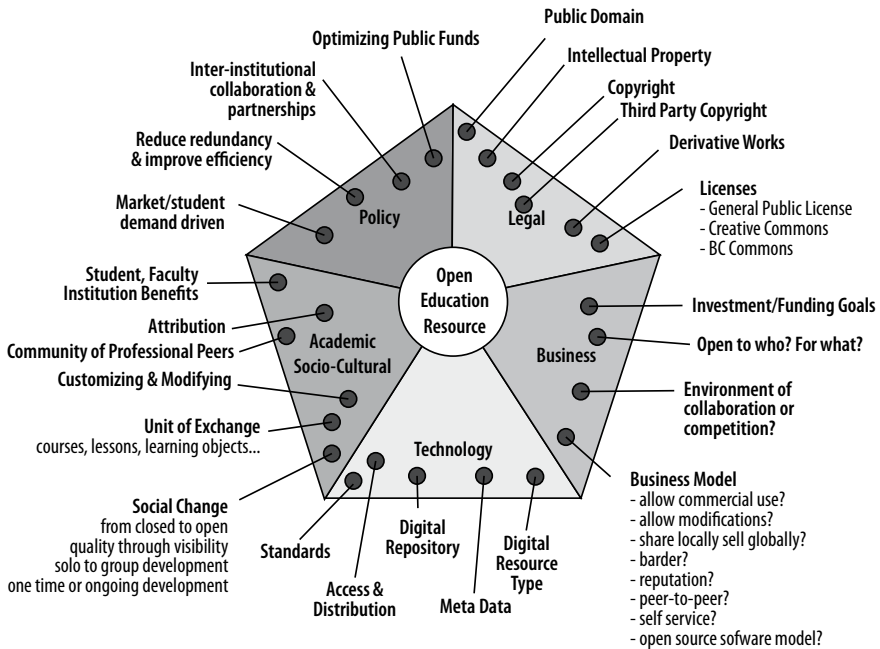 Public Domain
Optimizing Public Funds
Intellectual Property
Inter-institutional
collaboration &
partnerships
Copyright
Third Party Copyright
Reduce redundancy
& improve efficiency
Derivative Works
Market/student
demand driven
Policy
Legal
Licenses
- General Public License
- Creative Commons
- BC Commons
Student, Faculty
Institution Benefits
Open
Education
Resource
Investment/Funding Goals
Attribution
Community of Professional Peers
Academic
Socio-Cultural
Business
Open to who? For what?
Customizing & Modifying
Environment of
collaboration or
competition?
Unit of Exchange
courses, lessons, learning objects...
Technology
Business Model
- allow commercial use?
- allow modifications?
- share locally sell globally?
- barder?
- reputation?
- peer-to-peer?
- self service?
- open source sofware model?
Social Change
from closed to open
quality through visibility
solo to group development
one time or ongoing development
Standards
Access &
Distribution
Digital
Repository
Meta Data
Digital
Resource
Type